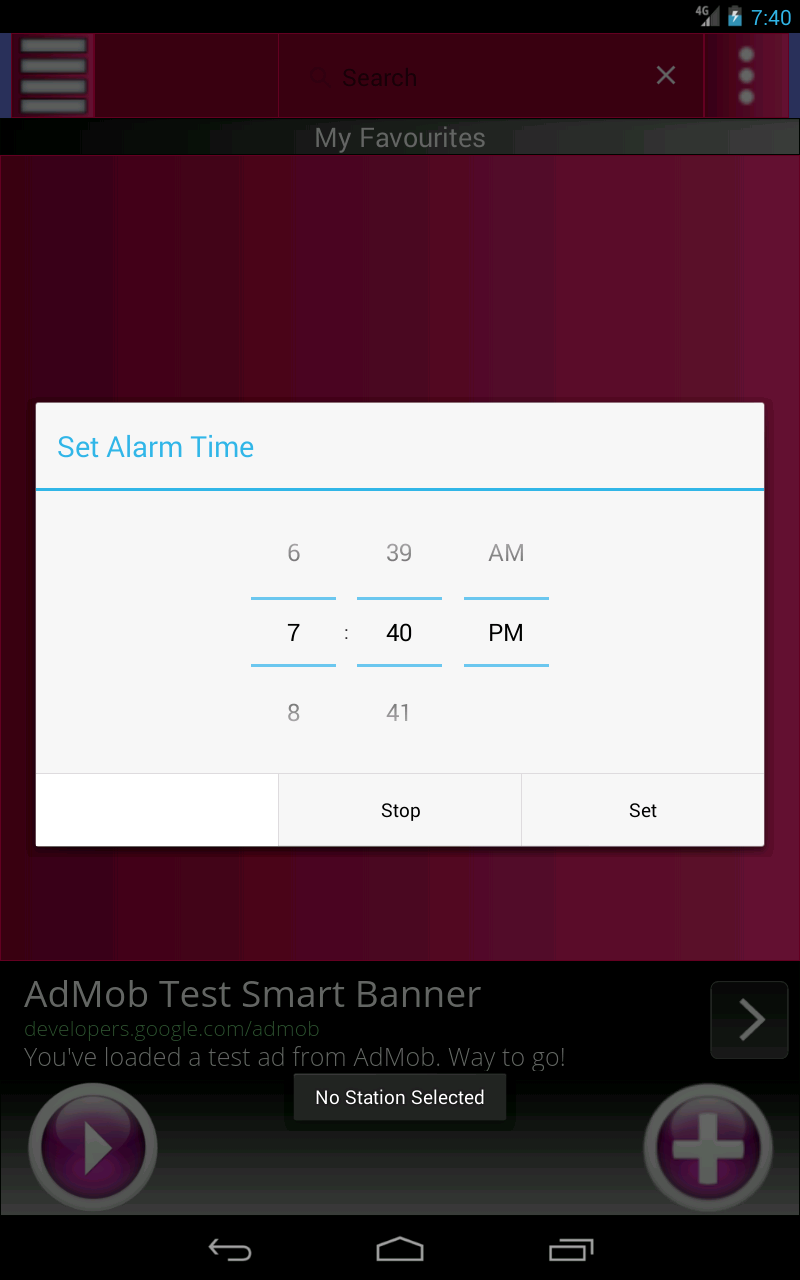 4G 7:40
Search
My Favourites
Set Alarm Time
6 39 AM
7 : 40 PM
8 41
Stop Set
AdMob Test Smart Banner
developers.google.com/admob
You've loaded a test ad from AdMob. Way to go!
No Station Selected